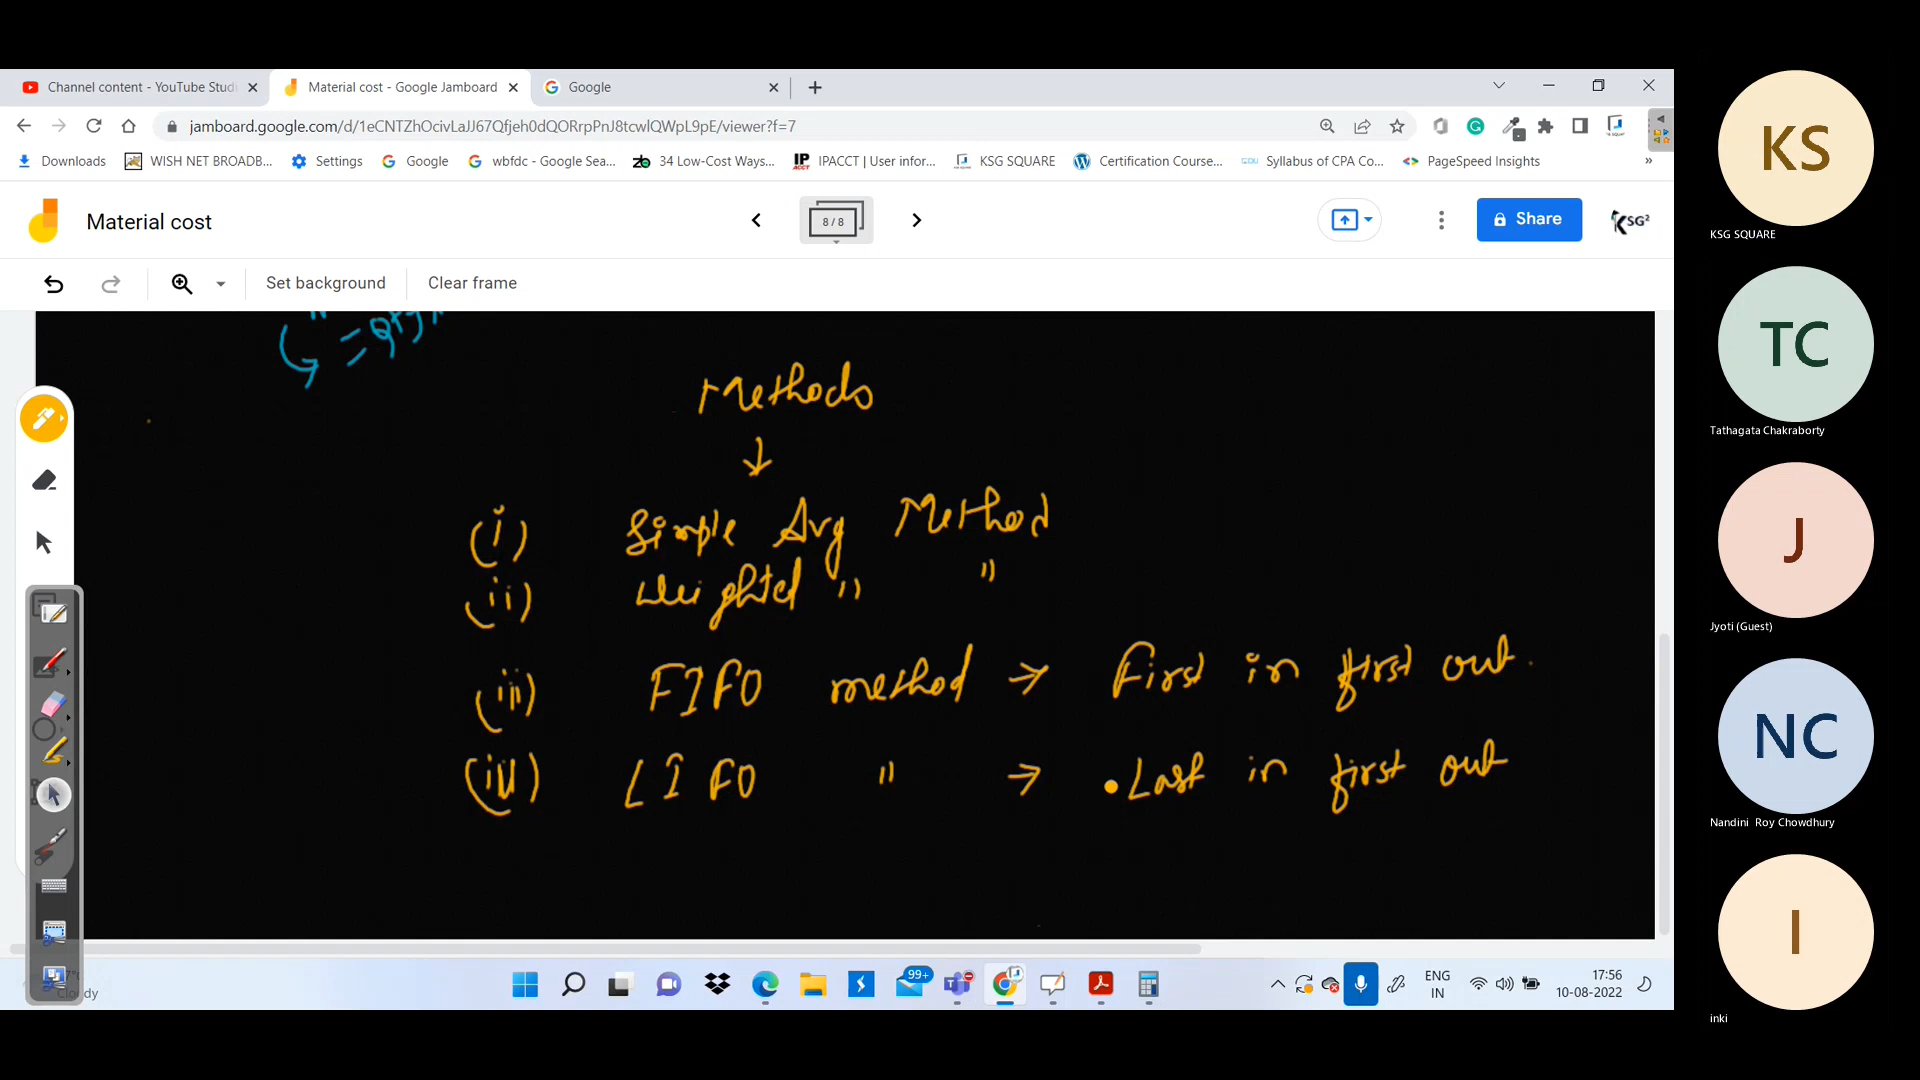 Channel content - YouTube Stud
Material cost - Google Jamboard
Google
jamboard.google.com/d/1eCNTZhOcivLaJJ67Qfjeh0dQORrpPnJ8tcwlQWpL9pE/viewer?f=7
Downloads
WISH NET BROADB...
Settings
Google
wbfdc - Google Sea...
34 Low-Cost Ways...
IPACCT | User infor...
KSG SQUARE
Certification Course...
Syllabus of CPA Co...
PageSpeed Insights
»
Material cost
8 / 8
Share
KSG²
Set background
Clear frame
Methods
↓
(i) Simple Avg Method
(ii) Weighted " "
(iii) FIFO method → First in first out.
(iv) LIFO " → • Last in first out
Cloudy
99+
ENG
IN
17:56
10-08-2022
KS
KSG SQUARE
TC
Tathagata Chakraborty
J
Jyoti (Guest)
NC
Nandini Roy Chowdhury
I
inki